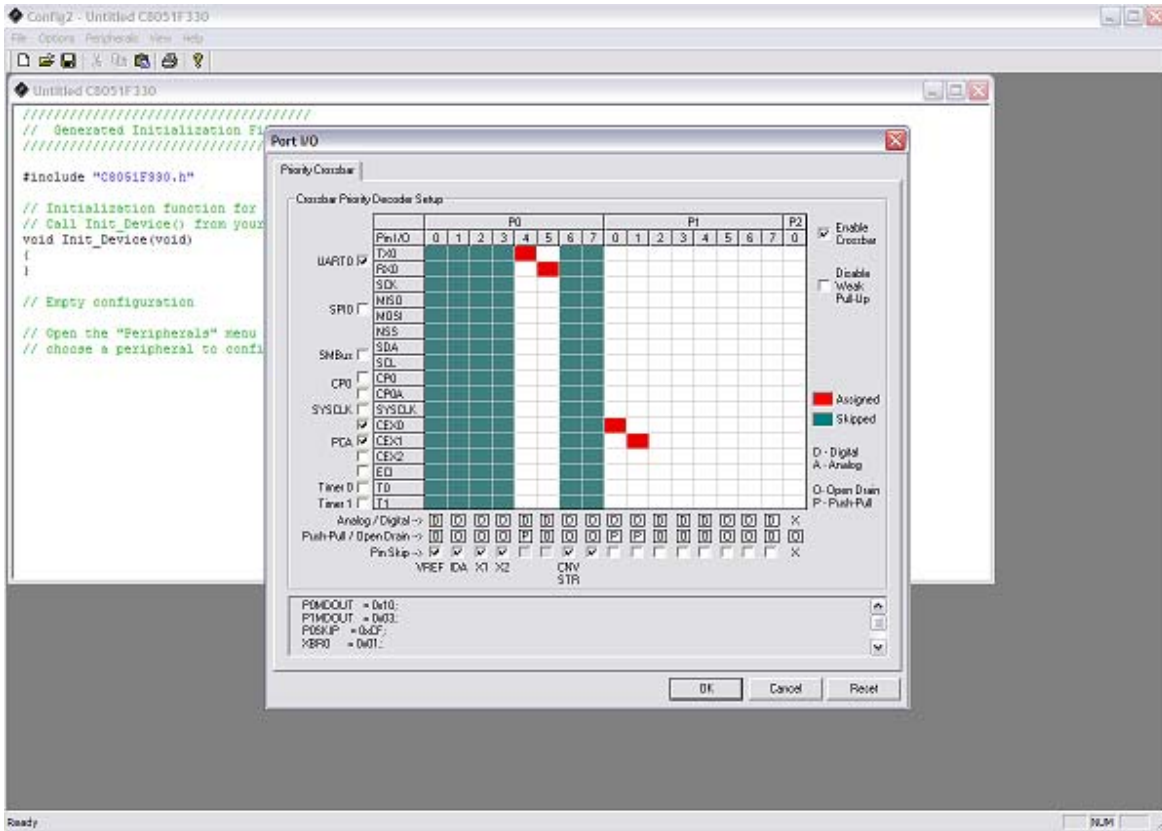 Config2 - Untitled C8051F330
File Options Peripherals View Help
Untitled C8051F330
//////////////////////////////////////
// Generated Initialization Fi
////////////////////////////////
#include "C8051F330.h"
// Initialization function for
// Call Init_Device() from your
void Init_Device(void)
{
}
// Empty configuration
// Open the "Peripherals" menu
// choose a peripheral to confi
Port I/O
Priority Crossbar
Crossbar Priority Decoder Setup
P0 P1 P2
Pin I/O 0 1 2 3 4 5 6 7 0 1 2 3 4 5 6 7 0
Enable Crossbar
Disable Weak Pull-Up
UART0
TX0
RX0
SPI0
SCK
MISO
MOSI
NSS
SMBus
SDA
SCL
CP0
CP0
CP0A
SYSCLK SYSCLK
PCA
CEX0
CEX1
CEX2
ECI
Timer 0 T0
Timer 1 T1
Assigned
Skipped
D - Digital
A - Analog
O - Open Drain
P - Push-Pull
Analog / Digital ->
X
Push-Pull / Open Drain ->
Pin Skip -> X
VREF IDA X1 X2 CNV STR
P0MDOUT = 0x10;
P1MDOUT = 0x03;
P0SKIP = 0xCF;
XBR0 = 0x01;
OK Cancel Reset
Ready NUM